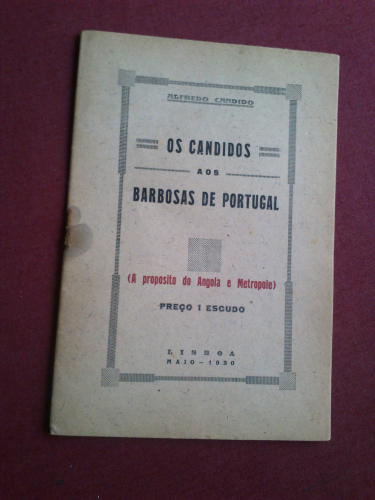 ALFREDO CANDIDO
OS CANDIDOS
AOS
BARBOSAS DE PORTUGAL
(A proposito do Angola e Metropole)
PREÇO 1 ESCUDO
LISBOA
MAIO-1930